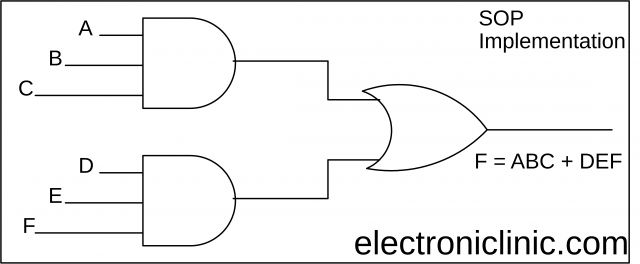 A
B
C
SOP
Implementation
D
E
F
F = ABC + DEF
electroniclinic.com